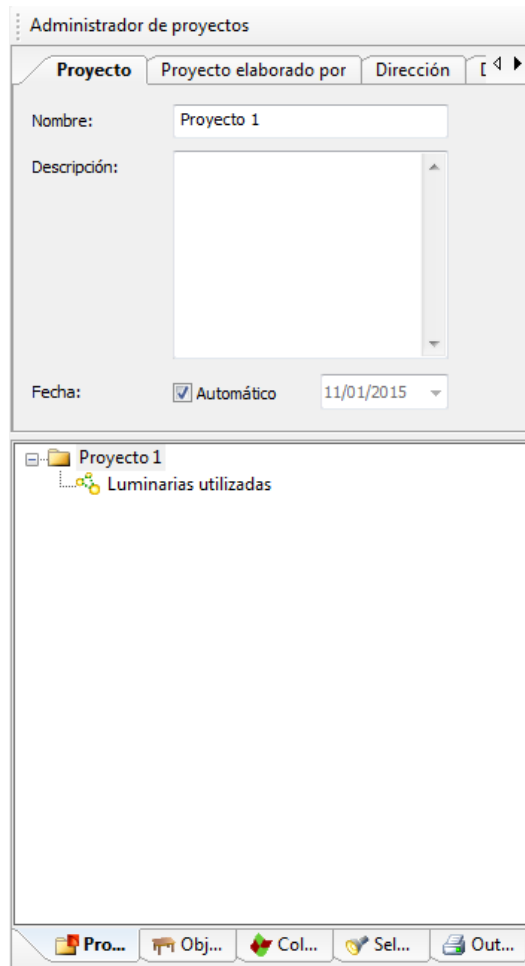 Administrador de proyectos
Proyecto Proyecto elaborado por Dirección
Nombre: Proyecto 1
Descripción:
Fecha: Automático 11/01/2015
Proyecto 1
Luminarias utilizadas
Pro... Obj... Col... Sel... Out...